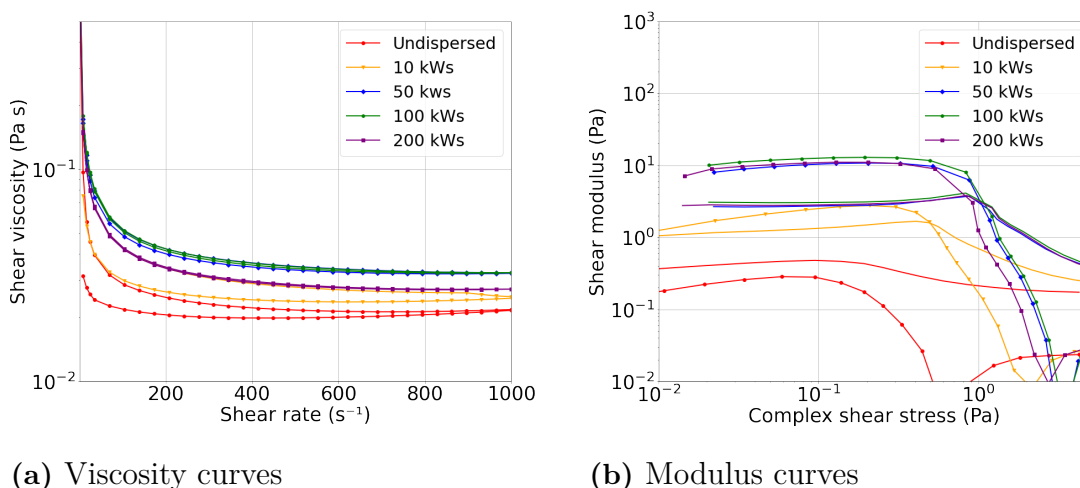 Shear viscosity (Pa s)
10⁻¹
10⁻²
200
400
600
800
1000
Shear rate (s⁻¹)
Undispersed
10 kWs
50 kws
100 kWs
200 kWs
(a) Viscosity curves
Shear modulus (Pa)
10³
10²
10¹
10⁰
10⁻¹
10⁻²
10⁻²
10⁻¹
10⁰
Complex shear stress (Pa)
Undispersed
10 kWs
50 kWs
100 kWs
200 kWs
(b) Modulus curves